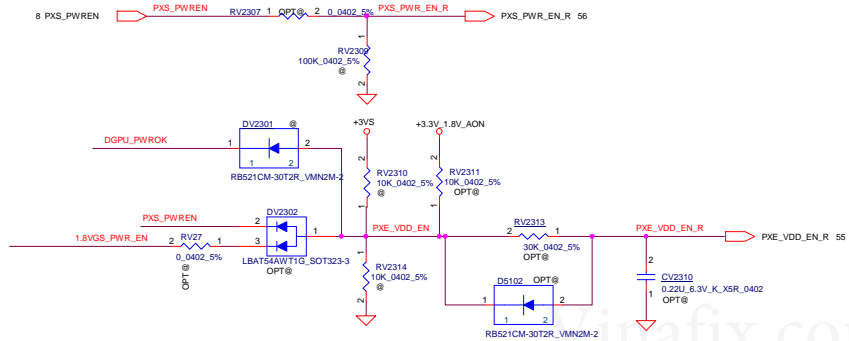 8 PXS_PWREN PXS_PWREN RV2307 1 OPT@ 2 0_0402_5% PXS_PWR_EN_R PXS_PWR_EN_R 56
1
RV2309
100K_0402_5%
@
2
DV2301 @
DGPU_PWROK 1 2
1 2
RB521CM-30T2R_VMN2M-2
+3VS
2
RV2310
10K_0402_5%
@
1
+3.3V_1.8V_AON
2
RV2311
10K_0402_5%
OPT@
1
DV2302
PXS_PWREN 2
1.8VGS_PWR_EN 2 RV27 1 3
0_0402_5%
OPT@
1
LBAT54AWT1G_SOT323-3
OPT@
PXE_VDD_EN
1
RV2314
10K_0402_5%
@
2
RV2313
1 2
30K_0402_5%
OPT@
PXE_VDD_EN_R PXE_VDD_EN_R 55
D5102 OPT@
1 2
1 2
RB521CM-30T2R_VMN2M-2
2
CV2310
0.22U_6.3V_K_X5R_0402
1
OPT@